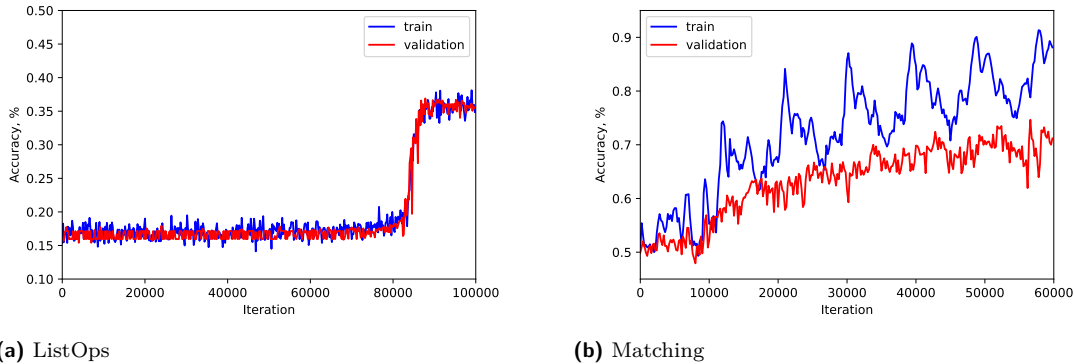 0.50
0.45
0.40
0.35
0.30
0.25
0.20
0.15
0.10
Accuracy, %
train
validation
0 20000 40000 60000 80000 100000
Iteration
(a) ListOps
0.9
0.8
0.7
0.6
0.5
Accuracy, %
train
validation
0 10000 20000 30000 40000 50000 60000
Iteration
(b) Matching